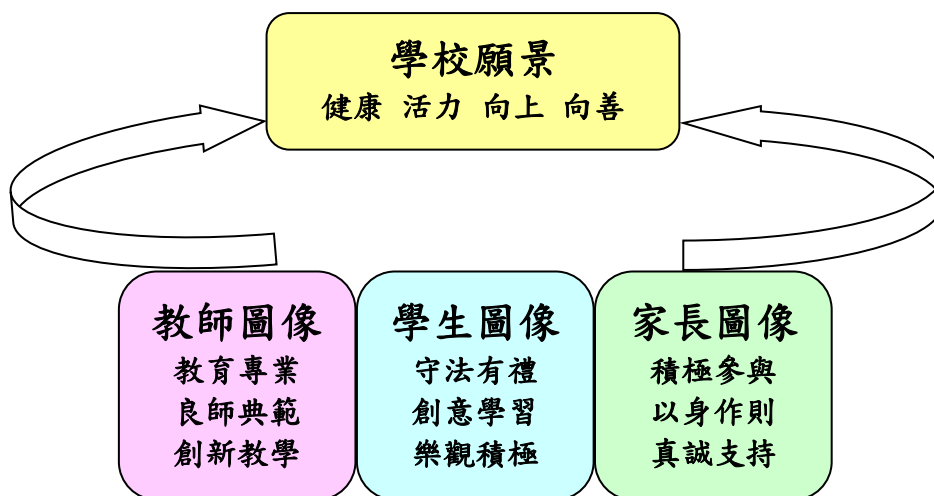 學校願景
健康 活力 向上 向善
教師圖像
教育專業
良師典範
創新教學
學生圖像
守法有禮
創意學習
樂觀積極
家長圖像
積極參與
以身作則
真誠支持